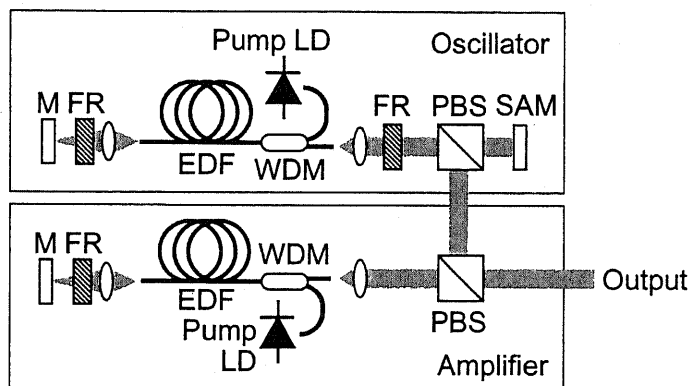 Pump LD
Oscillator
M FR
FR PBS SAM
EDF
WDM
M FR
WDM
EDF
Pump
LD
PBS
Output
Amplifier